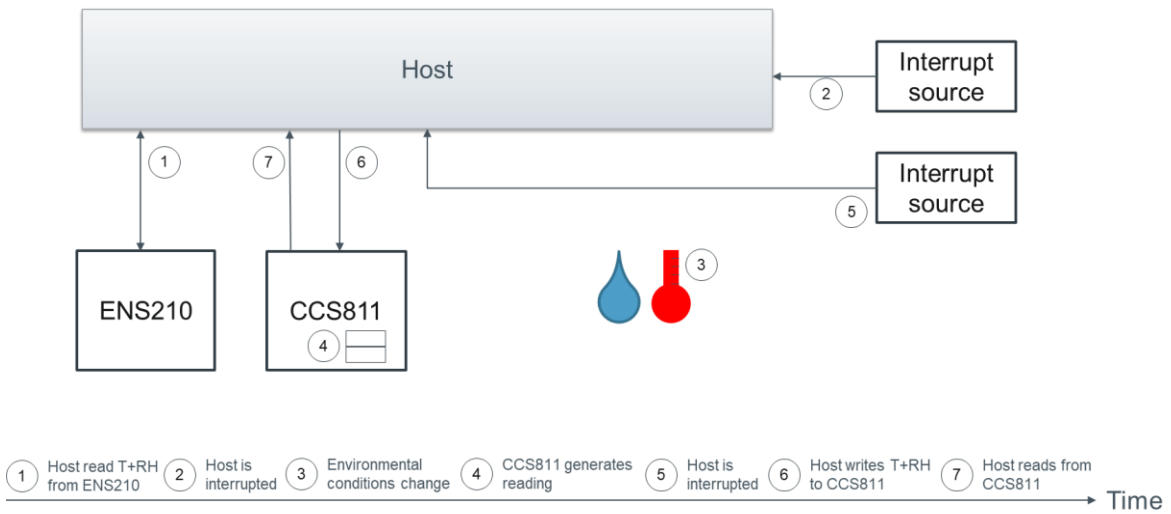 Host
Interrupt
source
2
1
7
6
Interrupt
source
5
3
ENS210
CCS811
4
1 Host read T+RH
from ENS210
2 Host is
interrupted
3 Environmental
conditions change
4 CCS811 generates
reading
5 Host is
interrupted
6 Host writes T+RH
to CCS811
7 Host reads from
CCS811
Time